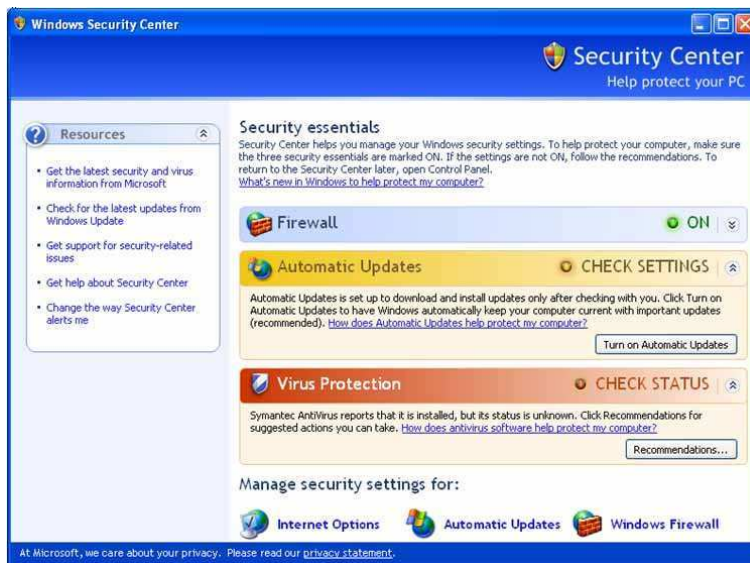 Windows Security Center
Security Center
Help protect your PC
Resources
• Get the latest security and virus
information from Microsoft
• Check for the latest updates from
Windows Update
• Get support for security-related
issues
• Get help about Security Center
• Change the way Security Center
alerts me
Security essentials
Security Center helps you manage your Windows security settings. To help protect your computer, make sure
the three security essentials are marked ON. If the settings are not ON, follow the recommendations. To
return to the Security Center later, open Control Panel.
What's new in Windows to help protect my computer?
Firewall
ON
Automatic Updates
CHECK SETTINGS
Automatic Updates is set up to download and install updates only after checking with you. Click Turn on
Automatic Updates to have Windows automatically keep your computer current with important updates
(recommended). How does Automatic Updates help protect my computer?
Turn on Automatic Updates
Virus Protection
CHECK STATUS
Symantec AntiVirus reports that it is installed, but its status is unknown. Click Recommendations for
suggested actions you can take. How does antivirus software help protect my computer?
Recommendations...
Manage security settings for:
Internet Options
Automatic Updates
Windows Firewall
At Microsoft, we care about your privacy. Please read our privacy statement.